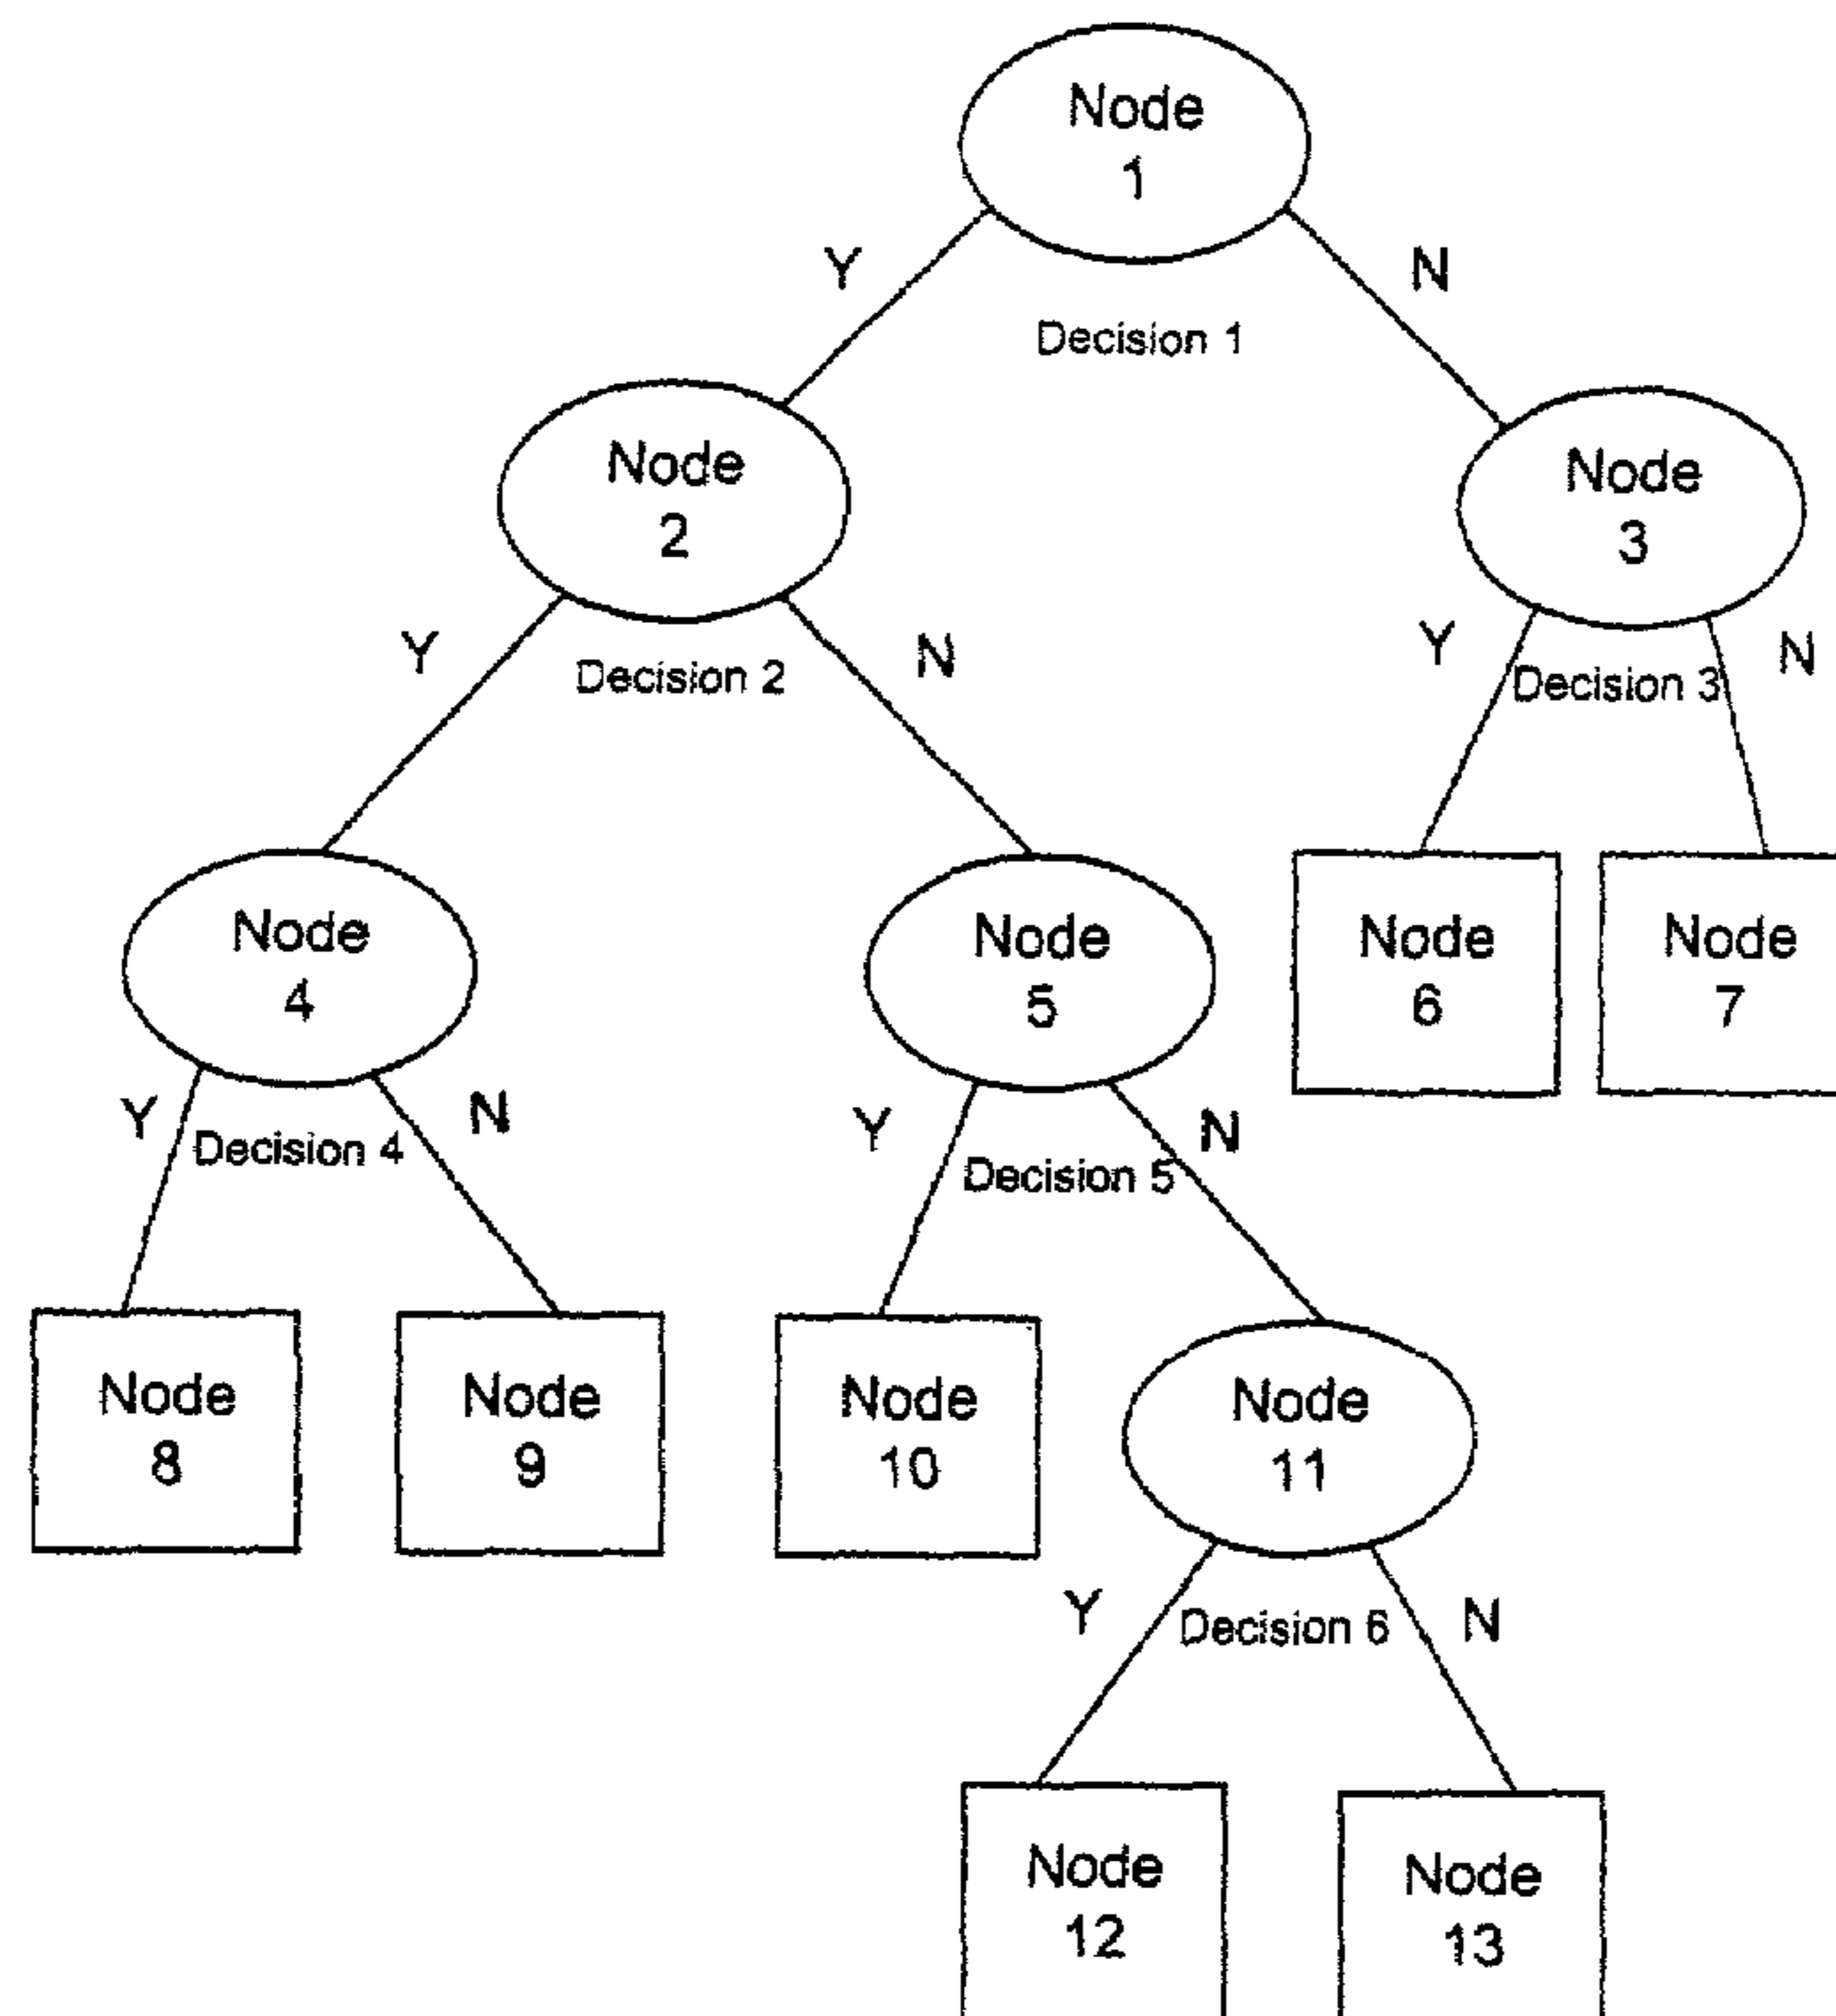 Node
1
Y
N
Decision 1
Node
2
Node
3
Y
Decision 2
N
Y
Decision 3
N
Node
4
Node
5
Node
6
Node
7
Y
Decision 4
N
Y
Decision 5
N
Node
8
Node
9
Node
10
Node
11
Y
Decision 6
N
Node
12
Node
13